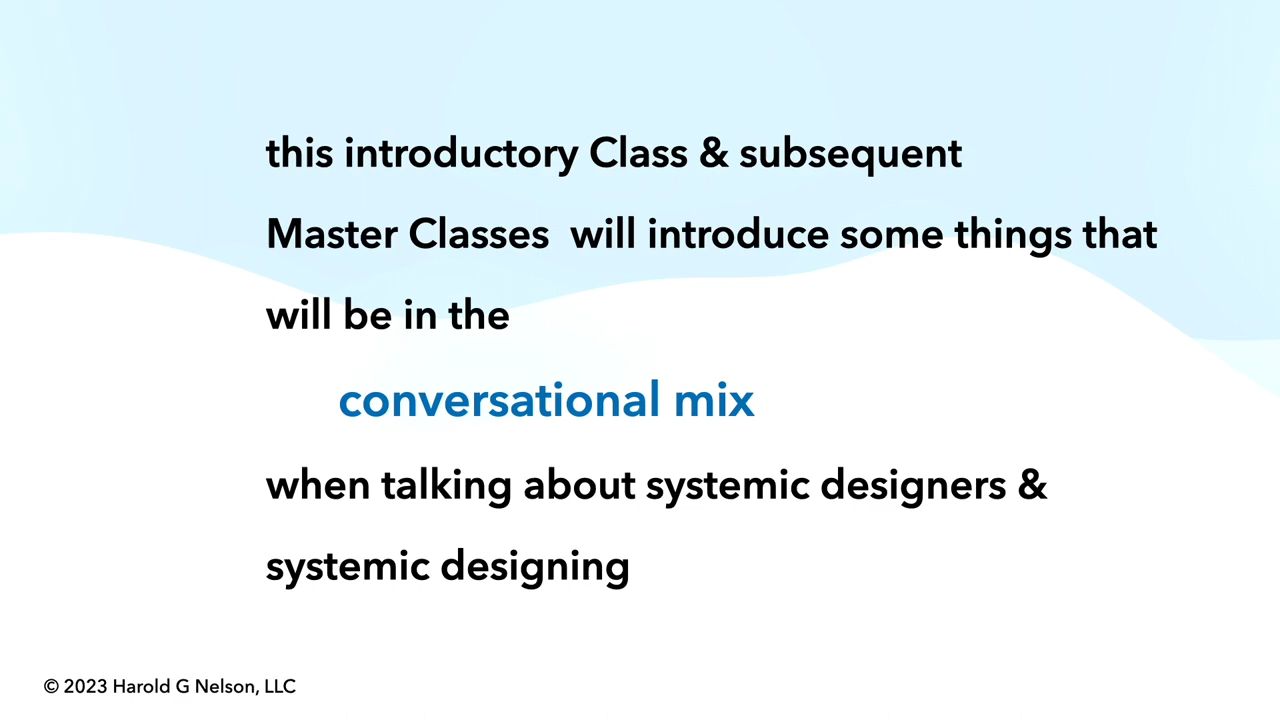 this introductory Class & subsequent
Master Classes  will introduce some things that
will be in the
conversational mix
when talking about systemic designers &
systemic designing
© 2023 Harold G Nelson, LLC